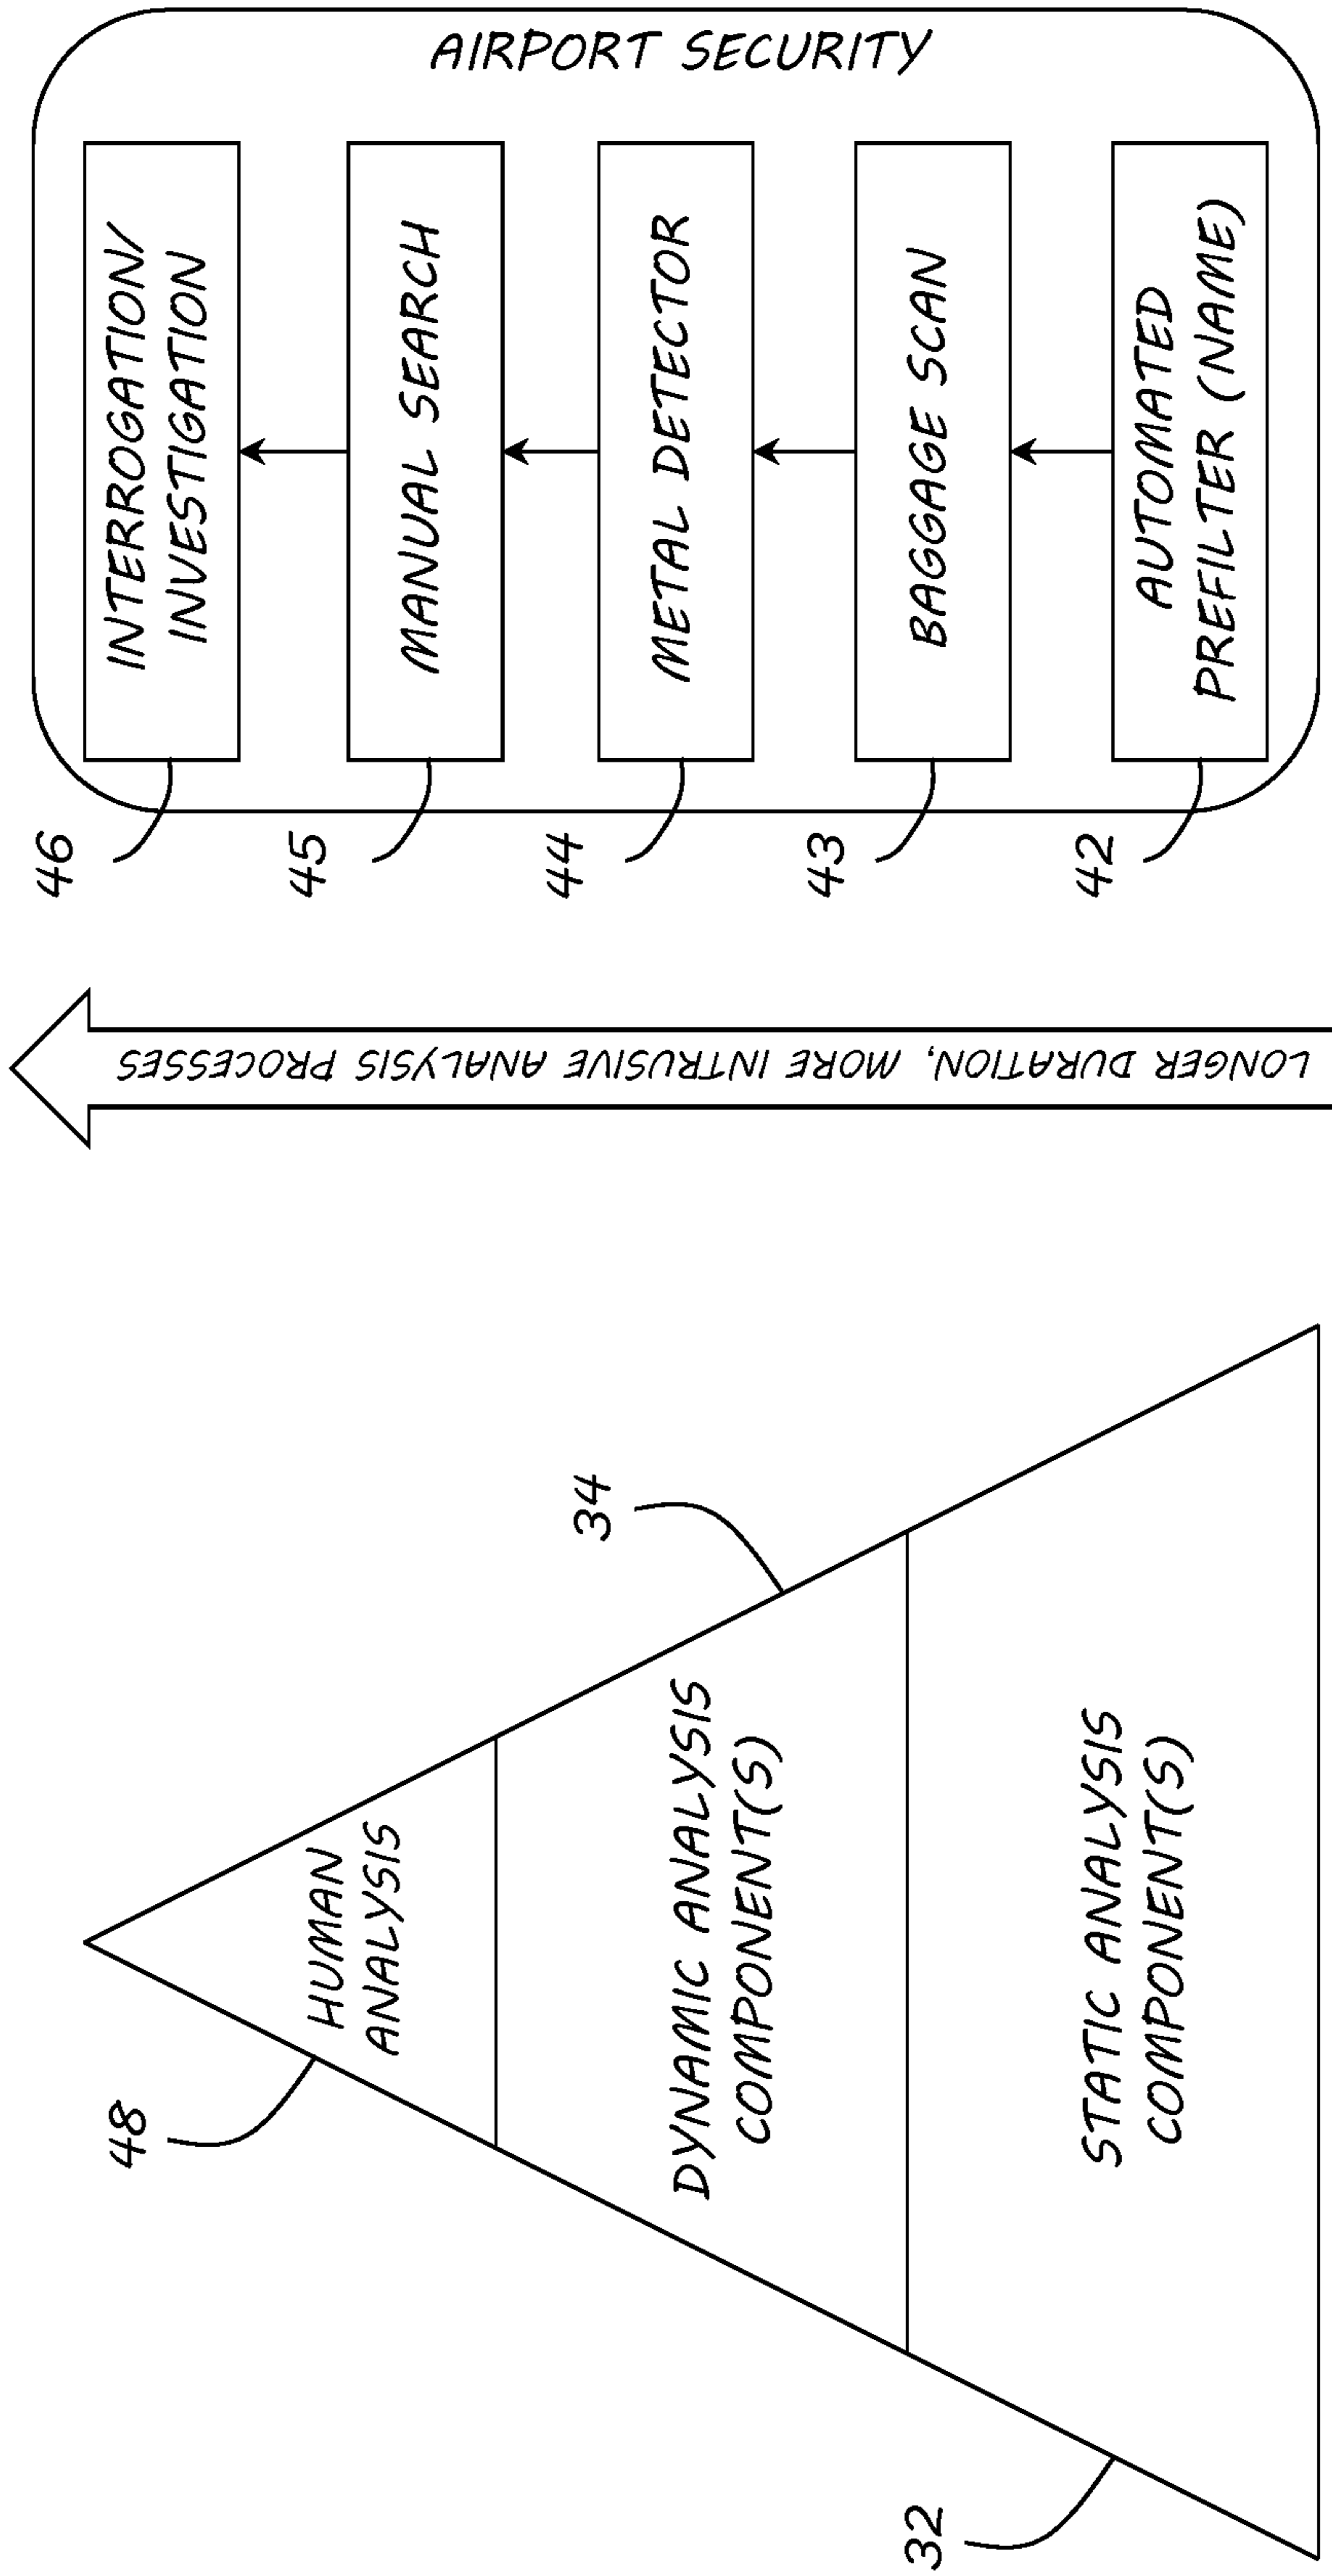 48
HUMAN
ANALYSIS
34
DYNAMIC ANALYSIS
COMPONENT(S)
32
STATIC ANALYSIS
COMPONENT(S)
LONGER DURATION, MORE INTRUSIVE ANALYSIS PROCESSES
46
INTERROGATION/
INVESTIGATION
45
MANUAL SEARCH
44
METAL DETECTOR
43
BAGGAGE SCAN
42
AUTOMATED
PREFILTER (NAME)
AIRPORT SECURITY